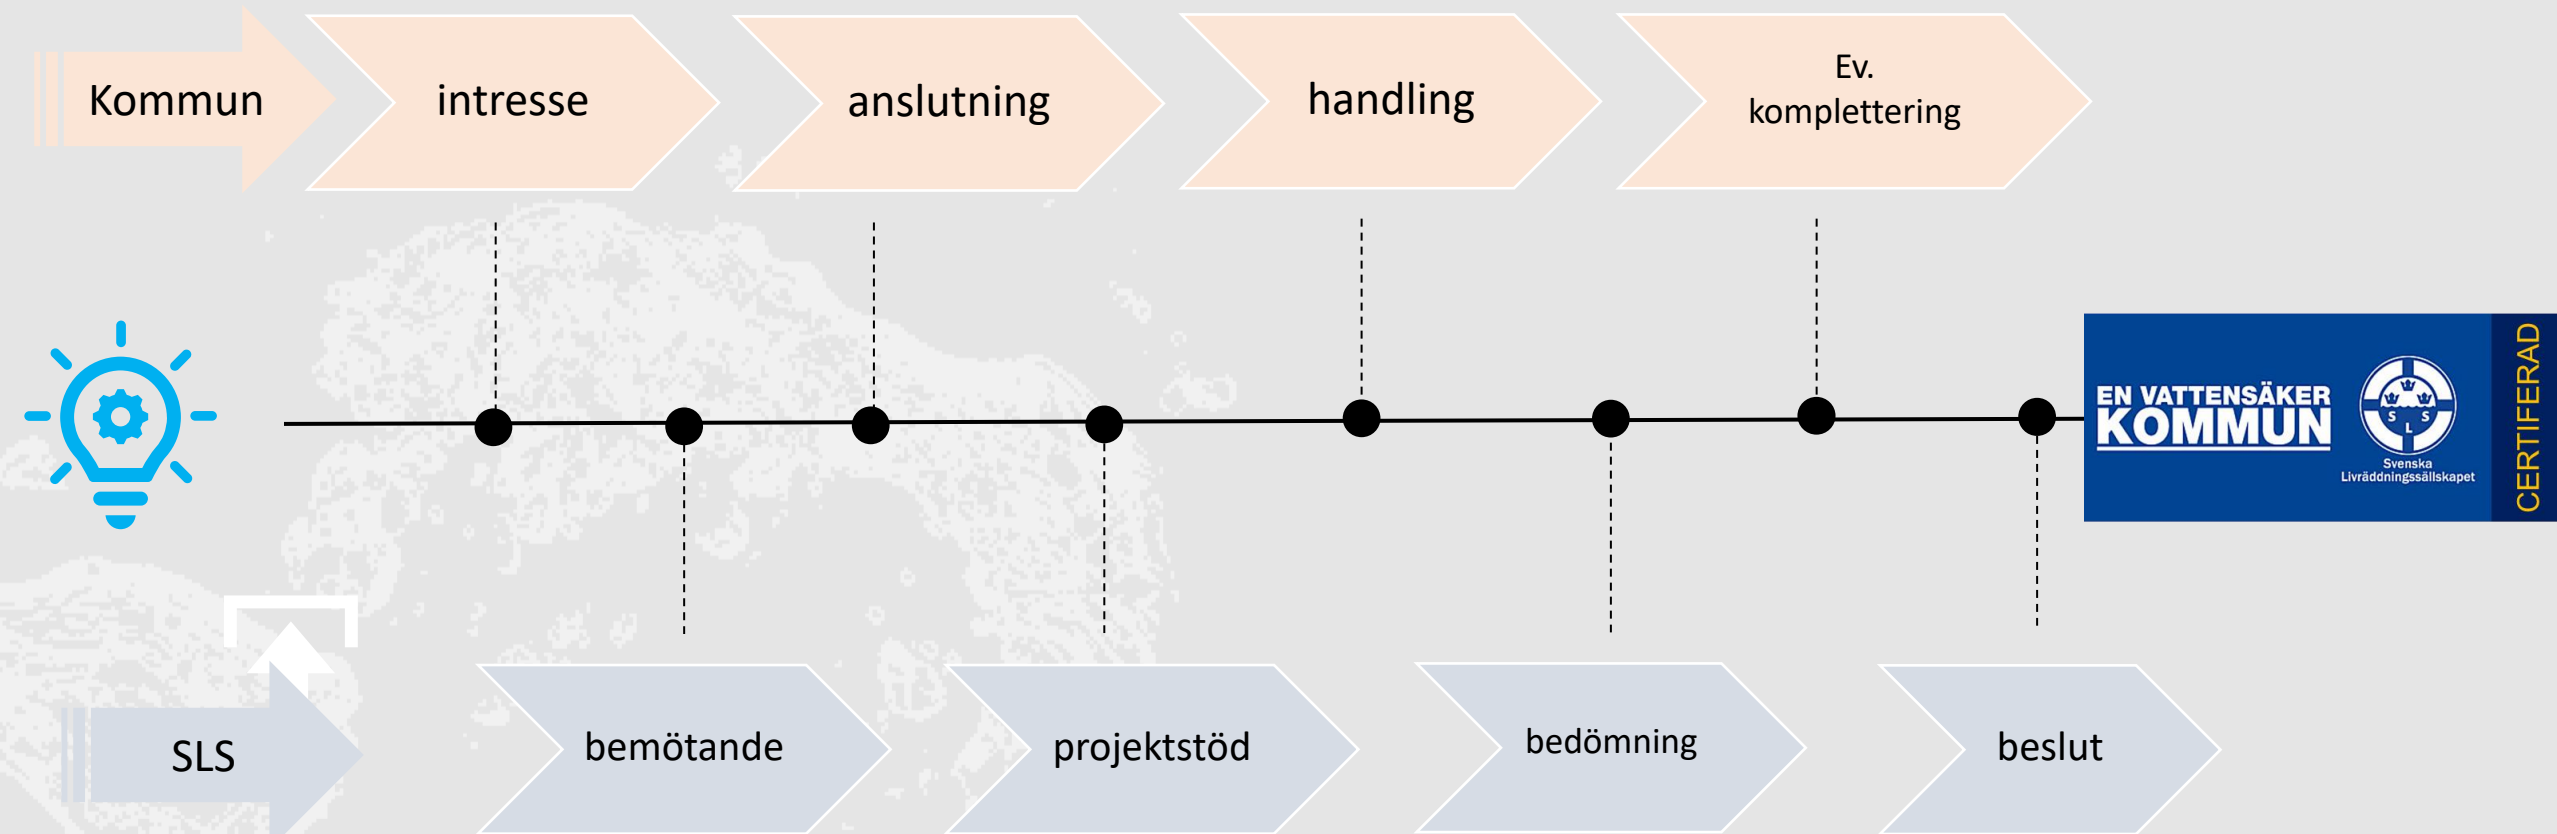 Kommun
intresse
anslutning
handling
Ev.
komplettering
EN VATTENSÄKER
KOMMUN
S L S
Svenska
Livräddningssällskapet
CERTIFERAD
SLS
bemötande
projektstöd
bedömning
beslut